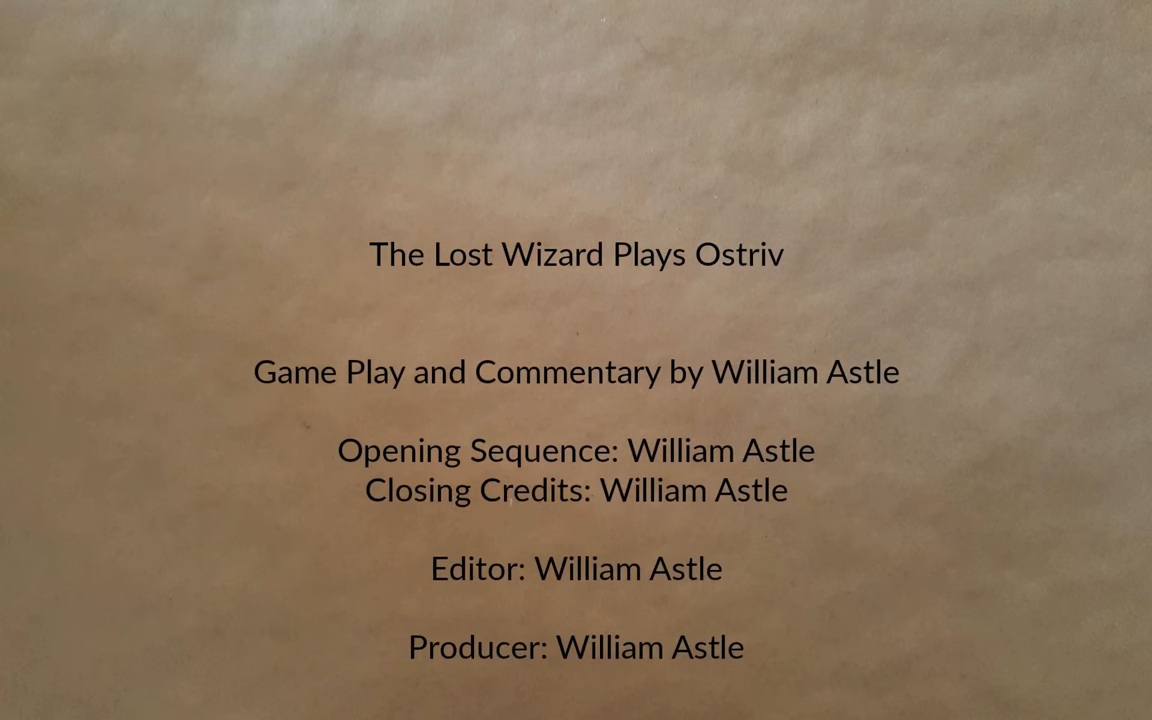 The Lost Wizard Plays Ostriv
Game Play and Commentary by William Astle
Opening Sequence: William Astle
Closing Credits: William Astle
Editor: William Astle
Producer: William Astle